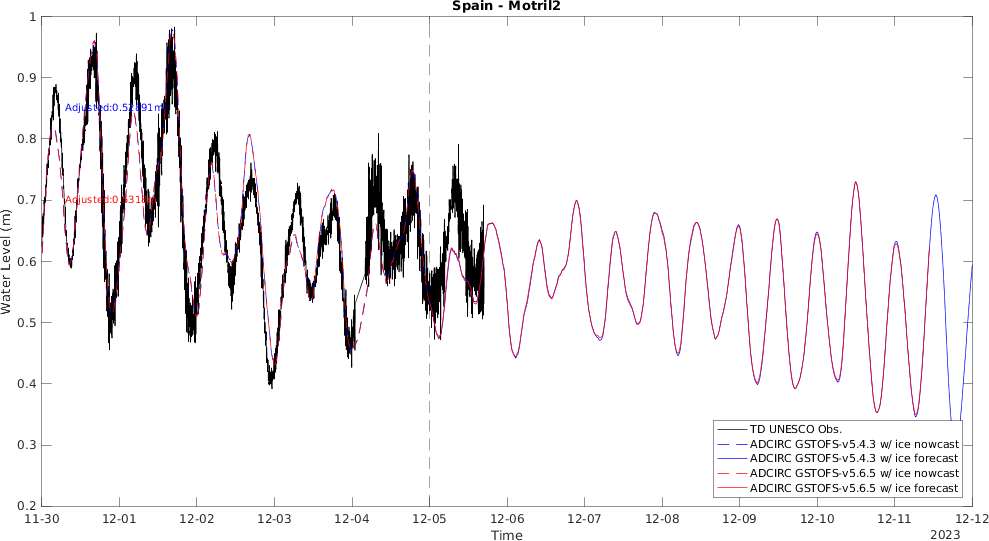 Spain - Motril2
1
0.9
0.8
0.7
0.6
0.5
0.4
0.3
0.2
Water Level (m)
Adjusted:0.52891m
11-30
12-01
12-02
12-03
12-04
12-05
12-06
12-07
12-08
12-09
12-10
12-11
12-12
Time
2023
TD UNESCO Obs.
ADCIRC GSTOFS-v5.4.3 w/ ice nowcast
ADCIRC GSTOFS-v5.4.3 w/ ice forecast
ADCIRC GSTOFS-v5.6.5 w/ ice nowcast
ADCIRC GSTOFS-v5.6.5 w/ ice forecast